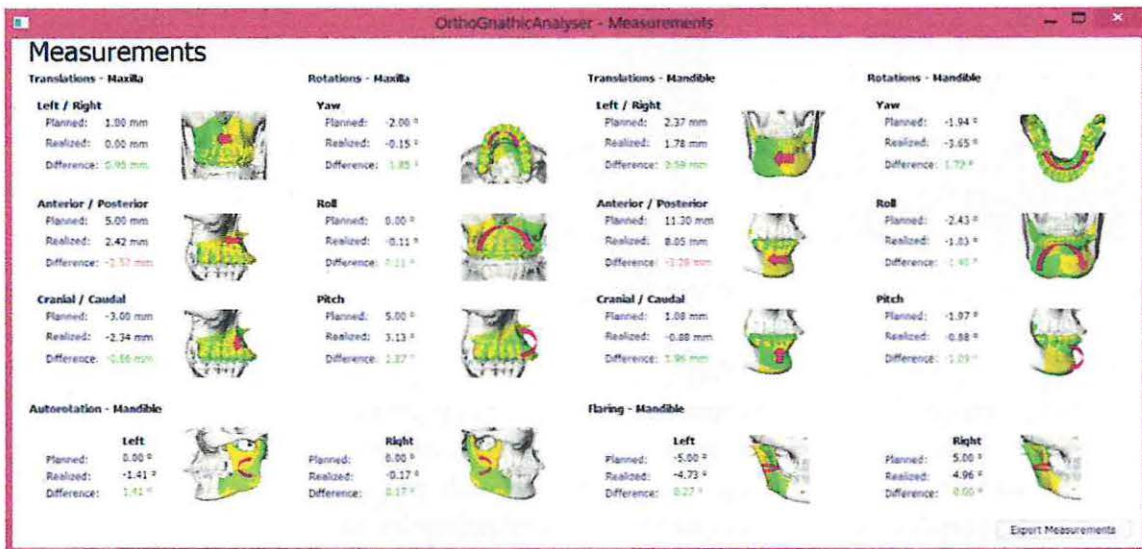 OrthoGnathicAnalyser - Measurements
Measurements
Translations - Maxilla
Left / Right
Planned: 1.00 mm
Realized: 0.00 mm
Difference: mm
Anterior / Posterior
Planned: 5.00 mm
Realized: 2.42 mm
Difference: -2.57 mm
Cranial / Caudal
Planned: -3.00 mm
Realized: -2.34 mm
Difference: -0.66 mm
Rotations - Maxilla
Yaw
Planned: -2.00 °
Realized: -0.15 °
Difference: 1.85 °
Roll
Planned: 0.00 °
Realized: -0.11 °
Difference: 0.11 °
Pitch
Planned: 5.00 °
Realized: 3.13 °
Difference: 1.87 °
Translations - Mandible
Left / Right
Planned: 2.37 mm
Realized: 1.78 mm
Difference: 0.59 mm
Anterior / Posterior
Planned: 11.30 mm
Realized: 8.05 mm
Difference: mm
Cranial / Caudal
Planned: 1.08 mm
Realized: -0.88 mm
Difference: 1.96 mm
Rotations - Mandible
Yaw
Planned: -1.94 °
Realized: -3.65 °
Difference: 1.72 °
Roll
Planned: -2.43 °
Realized: -1.03 °
Difference: -1.40 °
Pitch
Planned: -1.97 °
Realized: -0.88 °
Difference: -1.09 °
Autorotation - Mandible
Left
Planned: 0.00 °
Realized: -1.41 °
Difference: 1.41 °
Right
Planned: 0.00 °
Realized: -0.17 °
Difference: 0.17 °
Flaring - Mandible
Left
Planned: -5.00 °
Realized: -4.73 °
Difference: 0.27 °
Right
Planned: 5.00 °
Realized: 4.96 °
Difference: °
Export Measurements